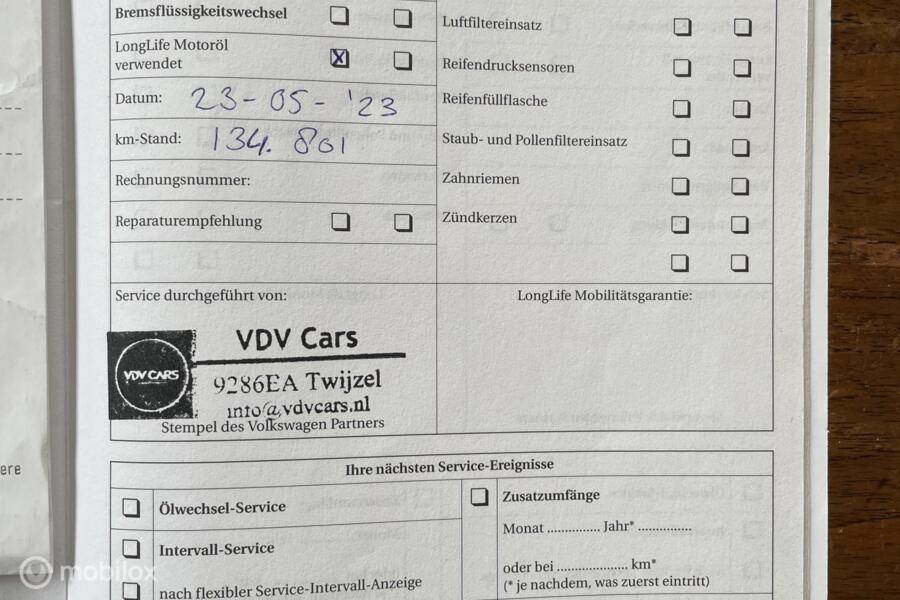 Bremsflüssigkeitswechsel
LongLife Motoröl
verwendet
X
Datum: 23-05-'23
km-Stand: 134.801
Rechnungsnummer:
Reparaturempfehlung
Luftfiltereinsatz
Reifendrucksensoren
Reifenfüllflasche
Staub- und Pollenfiltereinsatz
Zahnriemen
Zündkerzen
Service durchgeführt von:
LongLife Mobilitätsgarantie:
VDV CARS
VDV Cars
9286EA Twijzel
info@vdvcars.nl
Stempel des Volkswagen Partners
Ihre nächsten Service-Ereignisse
Ölwechsel-Service
Intervall-Service
nach flexibler Service-Intervall-Anzeige
Zusatzumfänge
Monat .............. Jahr* ..............
oder bei .................... km*
(* je nachdem, was zuerst eintritt)
ere
mobilox